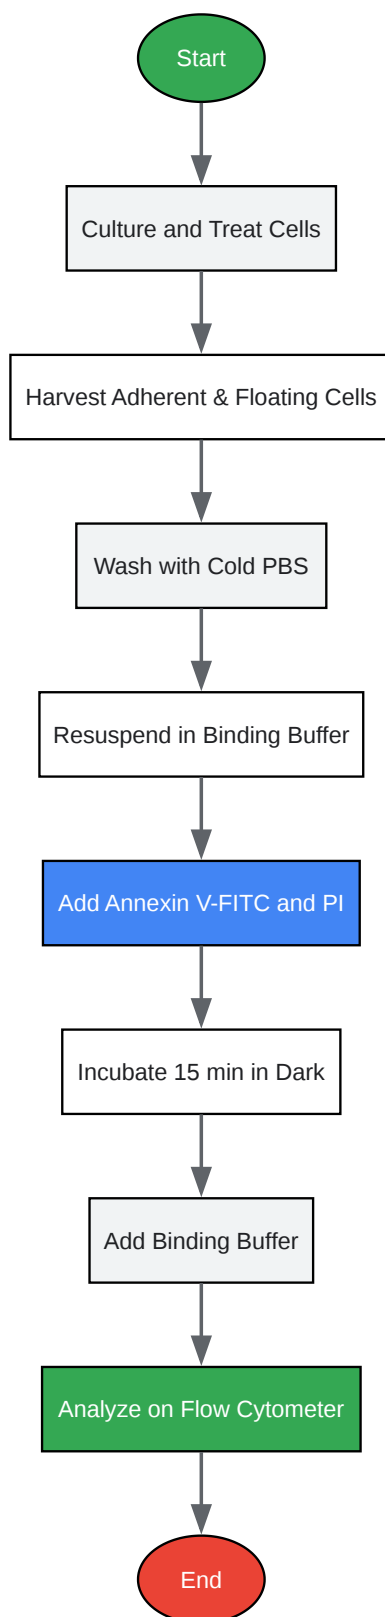 Start
Culture and Treat Cells
Harvest Adherent & Floating Cells
Wash with Cold PBS
Resuspend in Binding Buffer
Add Annexin V-FITC and PI
Incubate 15 min in Dark
Add Binding Buffer
Analyze on Flow Cytometer
End